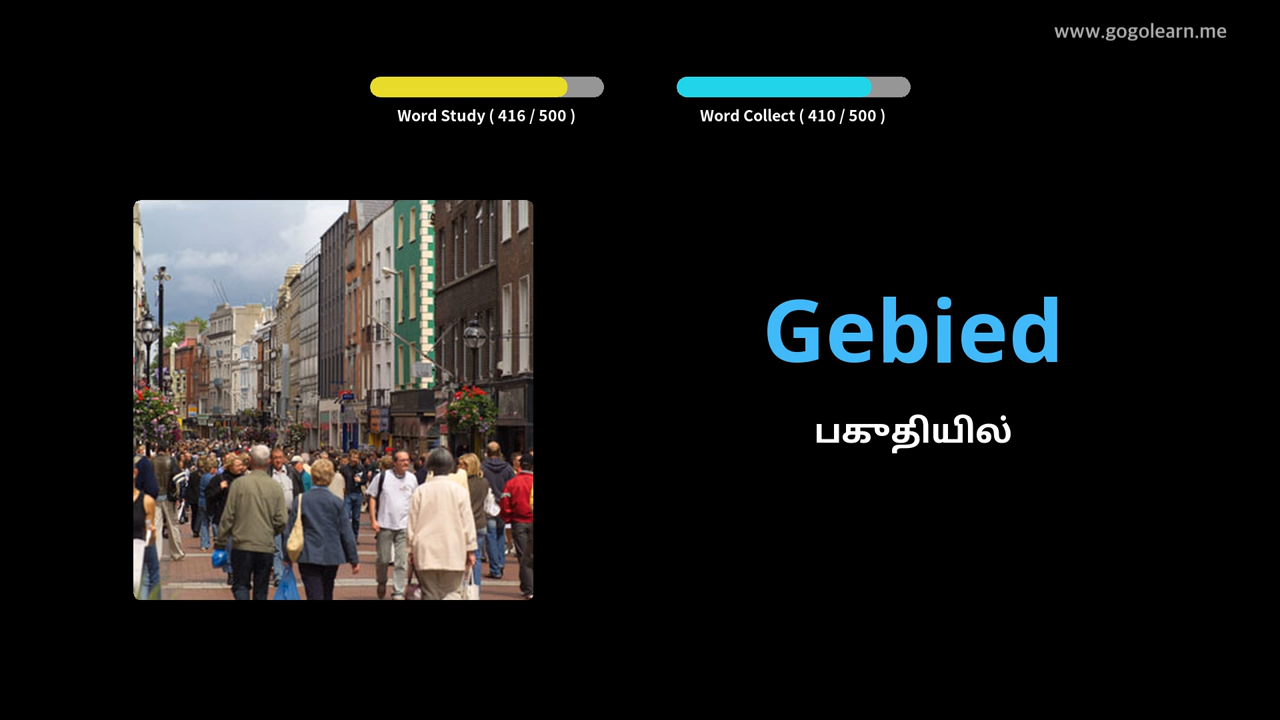 www.gogolearn.me
Word Study ( 416 / 500 )
Word Collect ( 410 / 500 )
Gebied
பகுதியில்